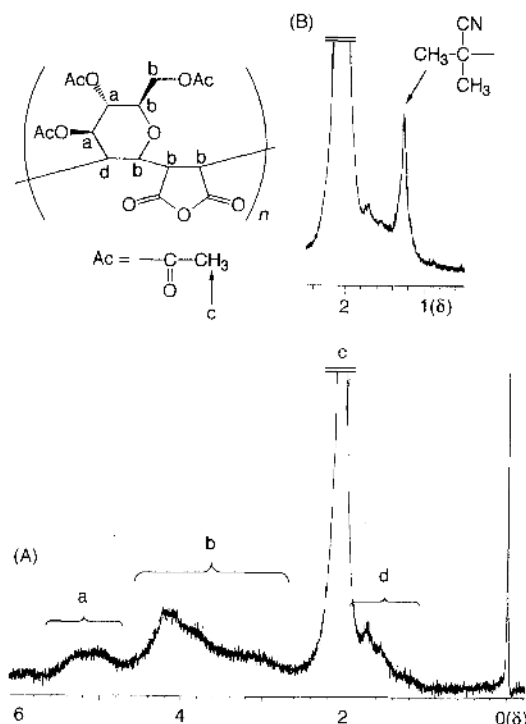 (B)
CN
CH₃–C–
CH₃
b
AcO
OAc
a
b
AcO
O
a
d
b
b
b
O
O
O
n
Ac = –C–CH₃
O
c
2
1(δ)
c
(A)
a
b
d
6
4
2
0(δ)